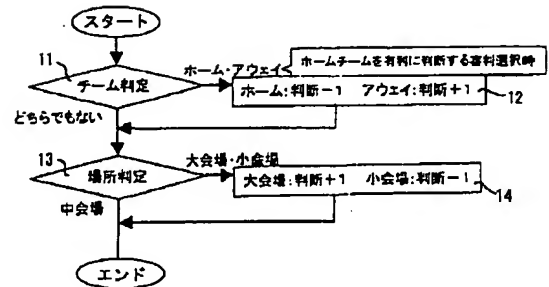 スタート
11
チーム判定
ホーム・アウェイ
ホームチームを有利に判断する審判選択時
ホーム:判断−1 アウェイ:判断+1
12
どちらでもない
13
場所判定
大会場・小会場
大会場:判断+1 小会場:判断−1
14
中会場
エンド